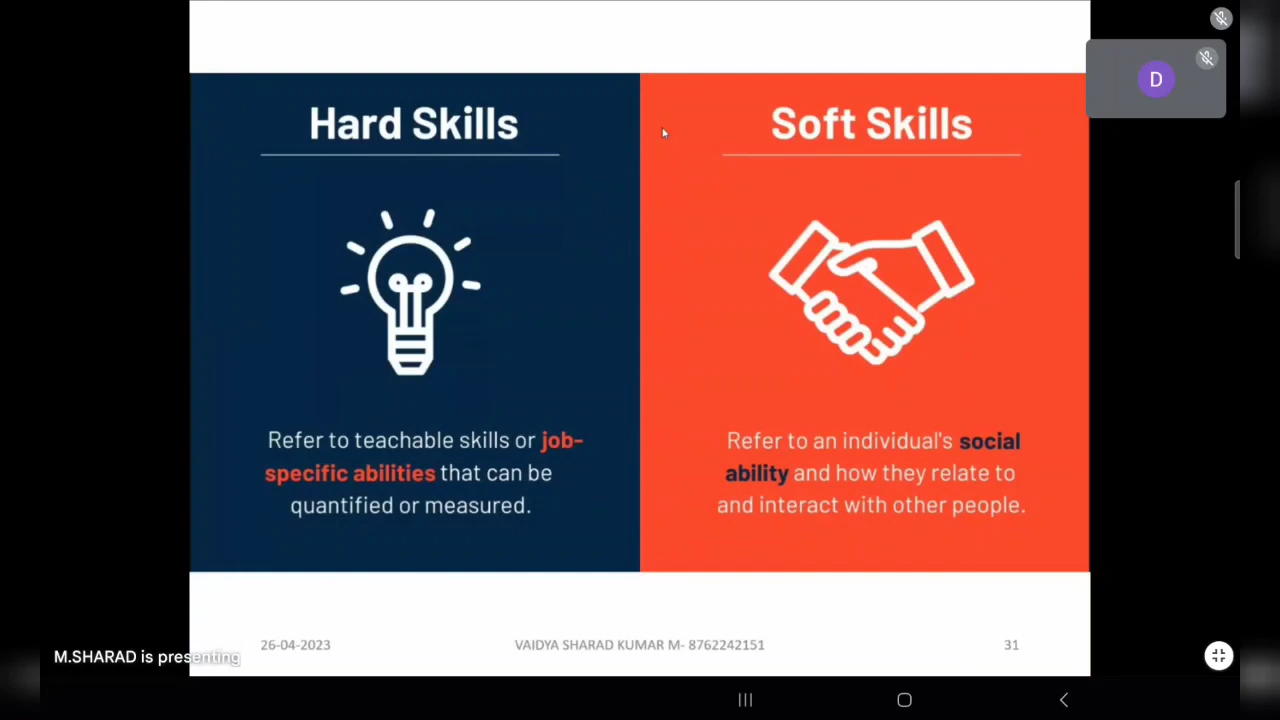 Hard Skills
Refer to teachable skills or job-
specific abilities that can be
quantified or measured.
Soft Skills
Refer to an individual's social
ability and how they relate to
and interact with other people.
D
26-04-2023
VAIDYA SHARAD KUMAR M- 8762242151
31
M.SHARAD is presenting